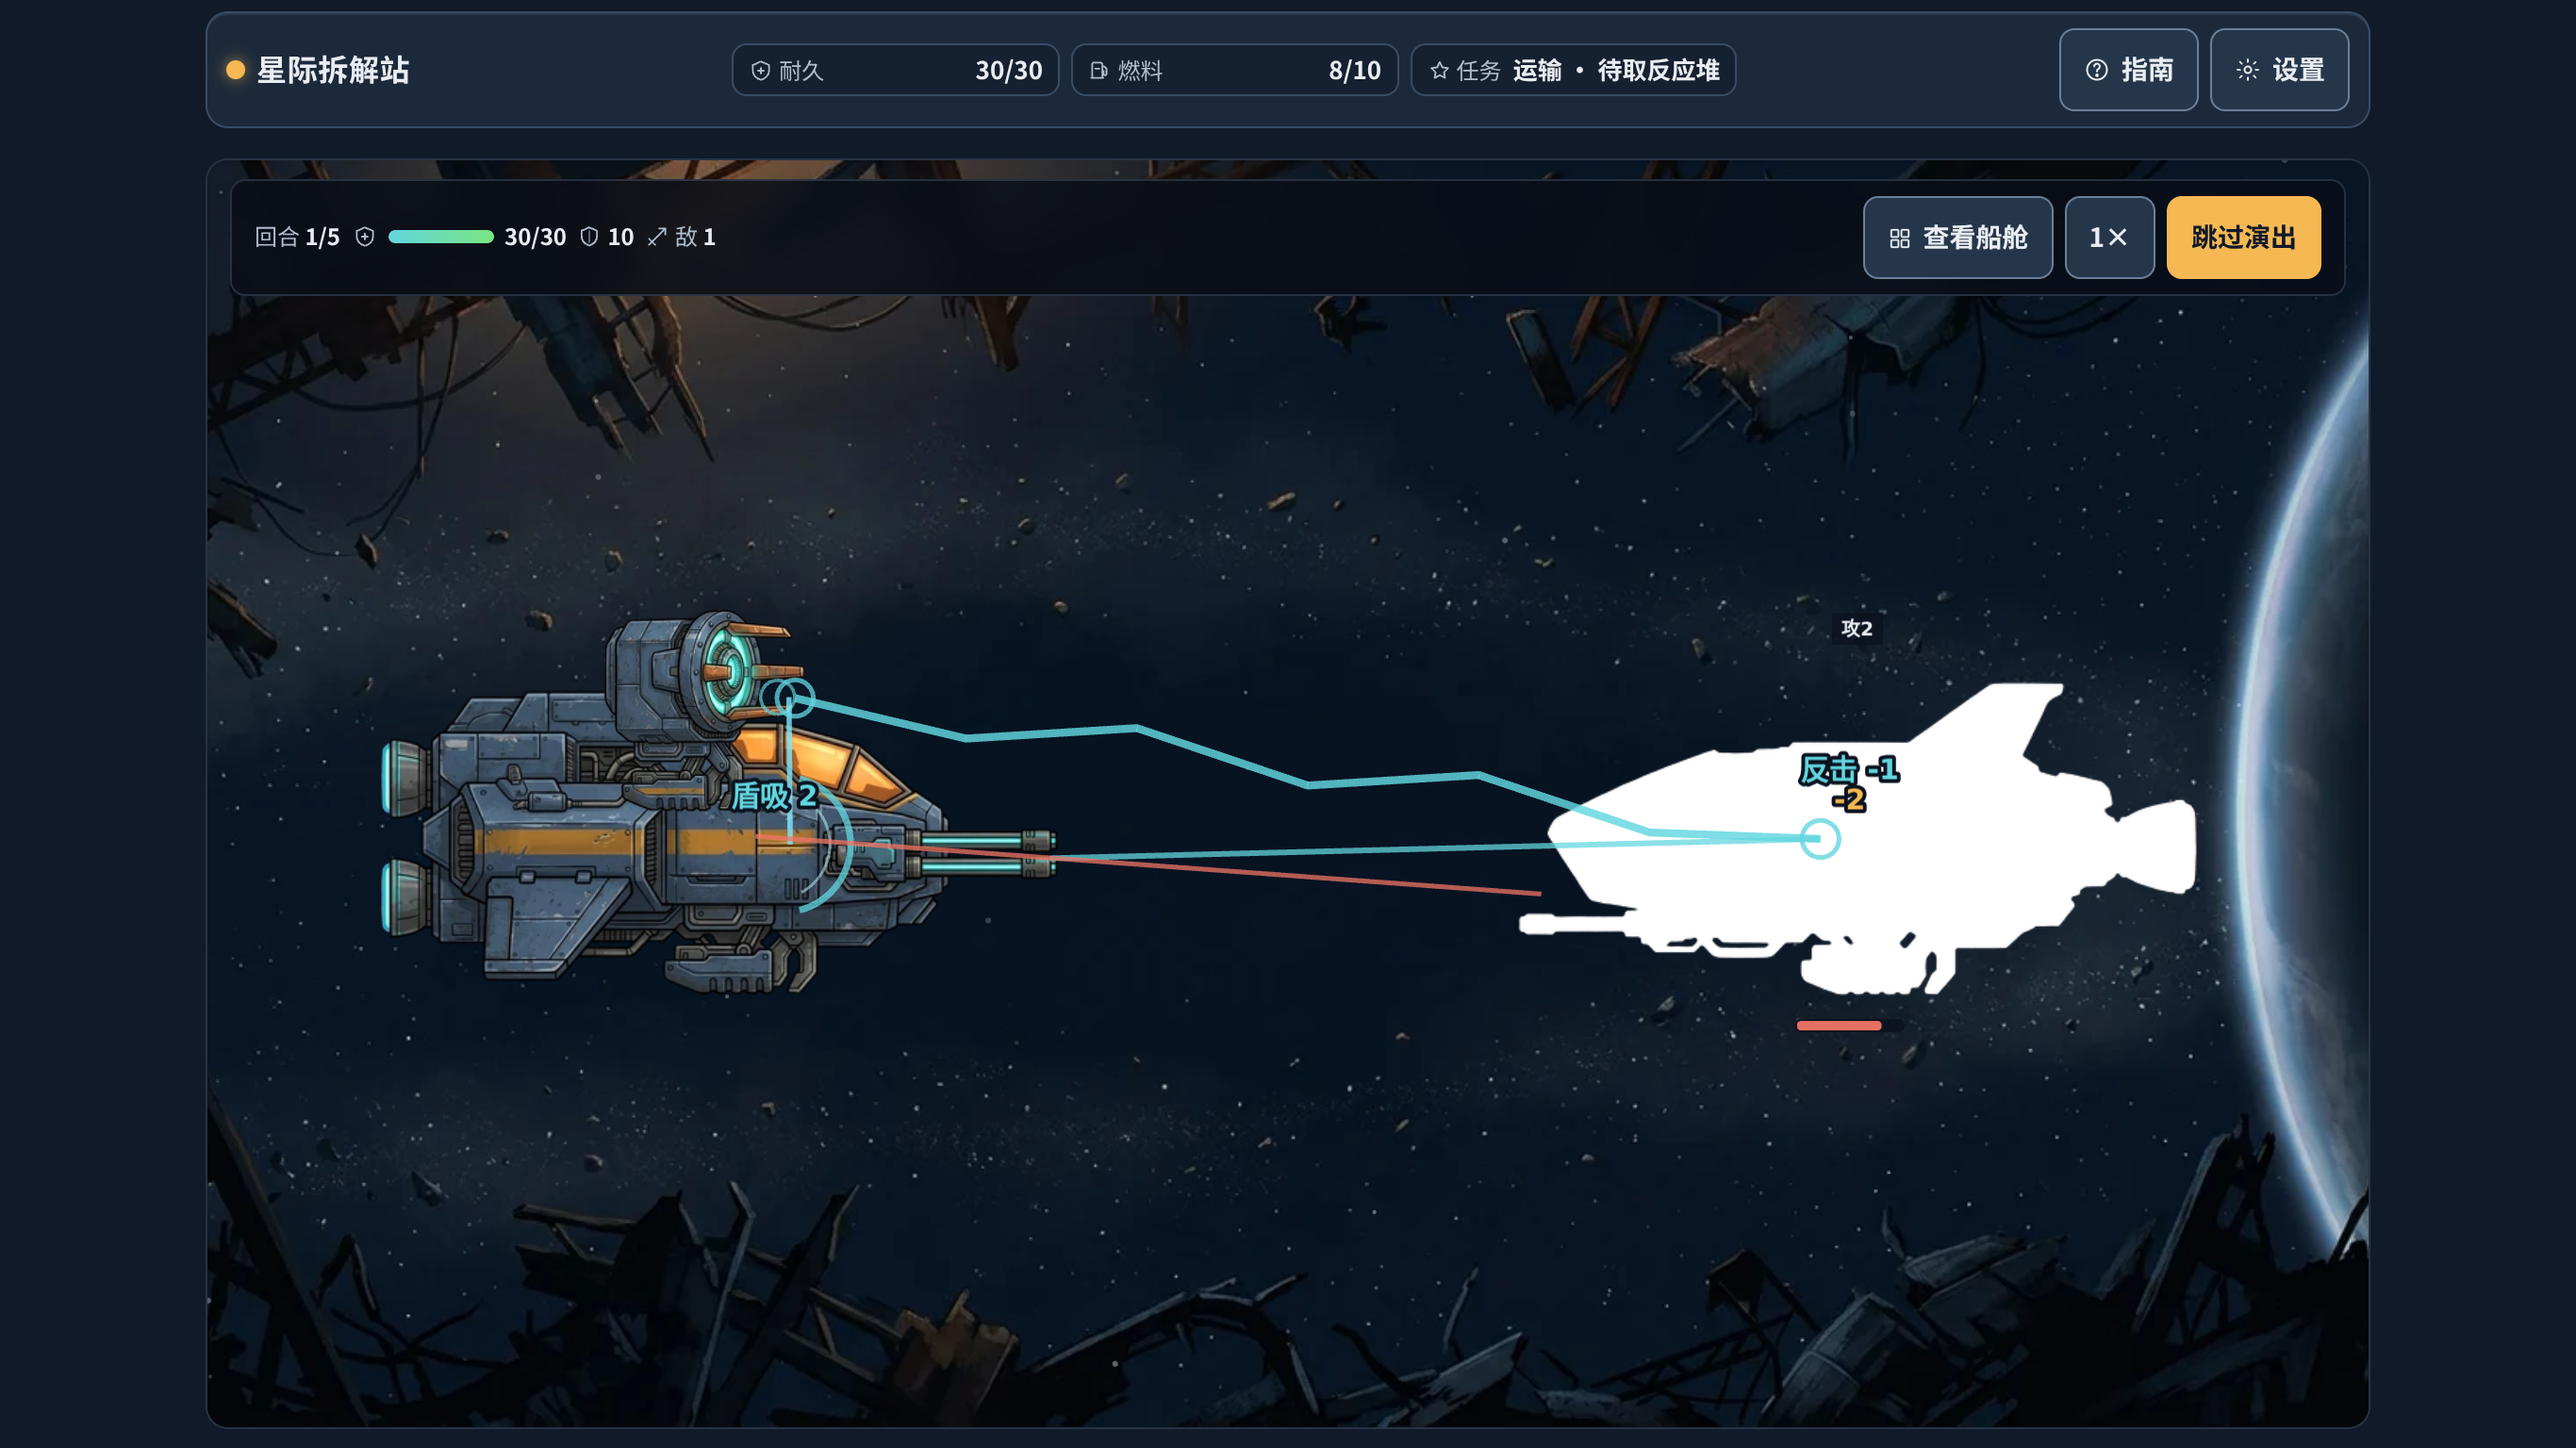 星际拆解站
耐久 30/30
燃料 8/10
任务 运输 • 待取反应堆
指南
设置
回合 1/5 30/30 10 敌 1
查看船舱
1×
跳过演出
攻2
反击 -1
-2
盾吸 2